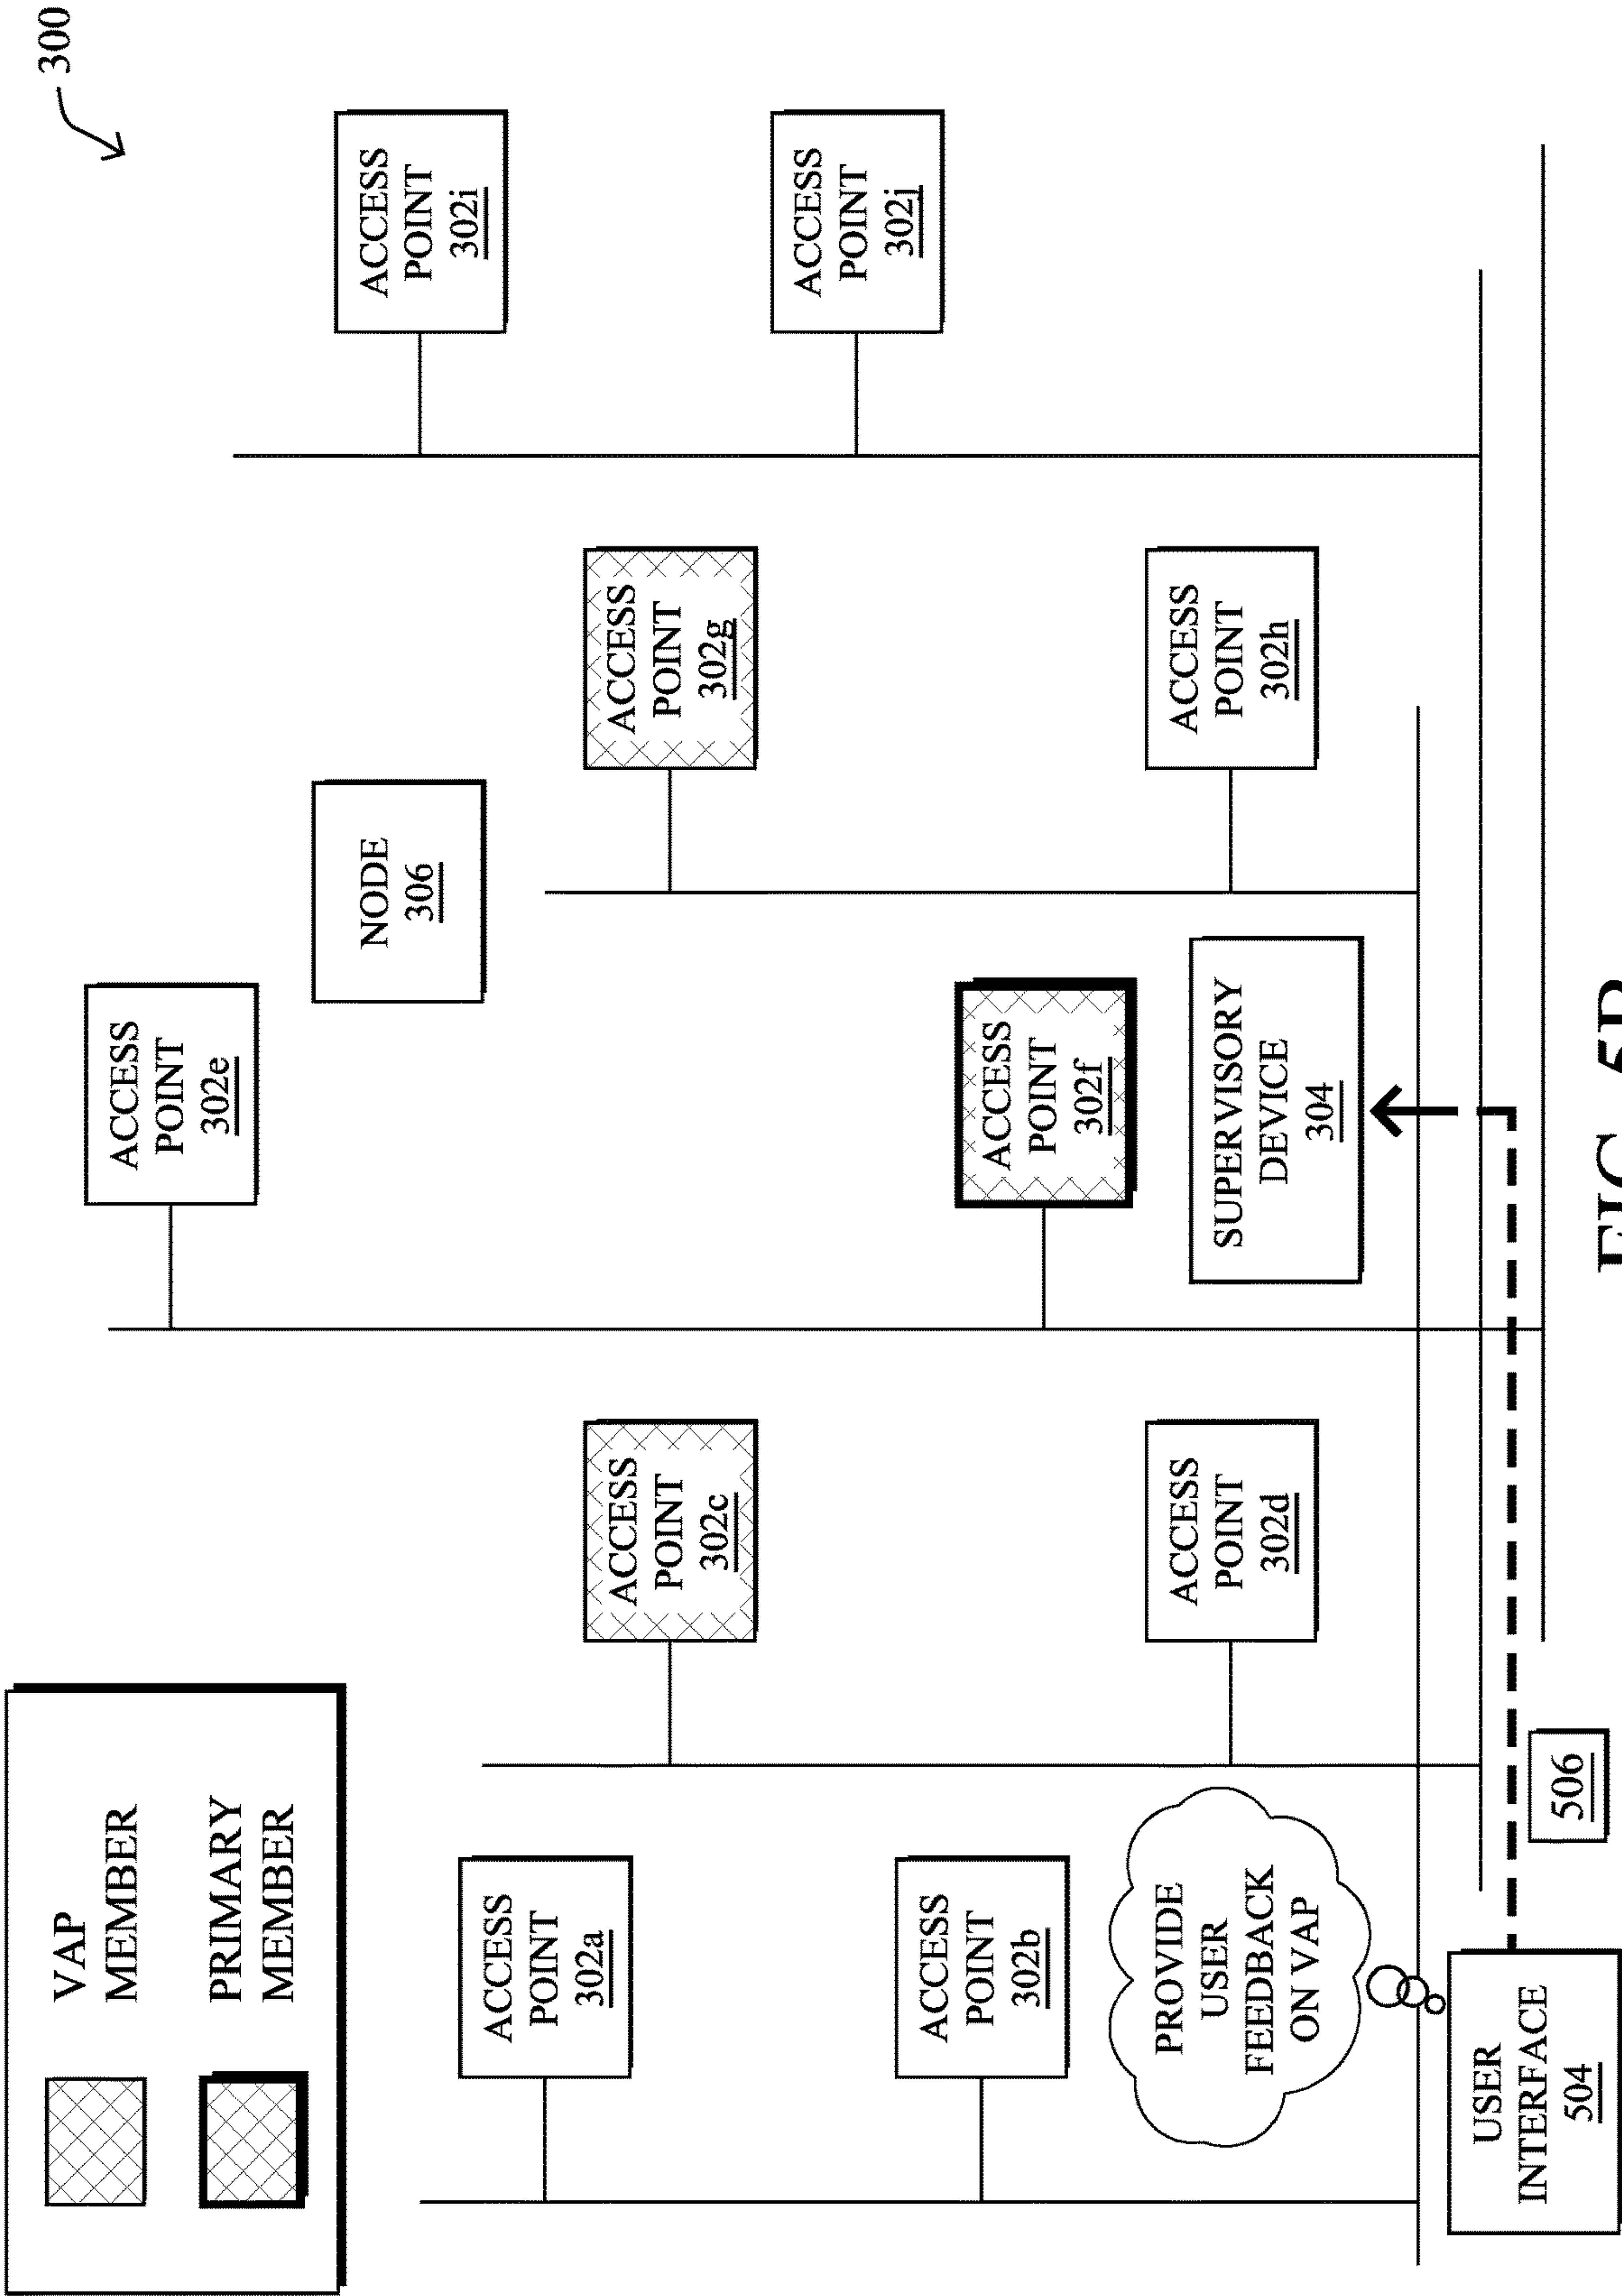 300
VAP
MEMBER
PRIMARY
MEMBER
ACCESS
POINT
302a
ACCESS
POINT
302b
ACCESS
POINT
302c
ACCESS
POINT
302d
ACCESS
POINT
302e
ACCESS
POINT
302f
ACCESS
POINT
302g
ACCESS
POINT
302h
ACCESS
POINT
302i
ACCESS
POINT
302j
NODE
306
SUPERVISORY
DEVICE
304
PROVIDE
USER
FEEDBACK
ON VAP
USER
INTERFACE
504
506
FIG. 5B